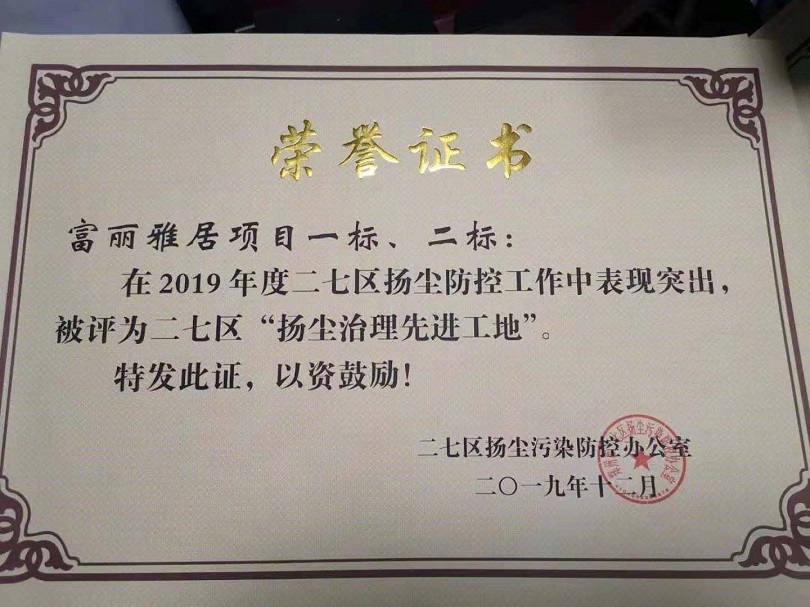 荣誉证书
富丽雅居项目一标、二标：
在2019年度二七区扬尘防控工作中表现突出，
被评为二七区“扬尘治理先进工地”。
特发此证，以资鼓励！
二七区扬尘污染防控办公室
二〇一九年十二月